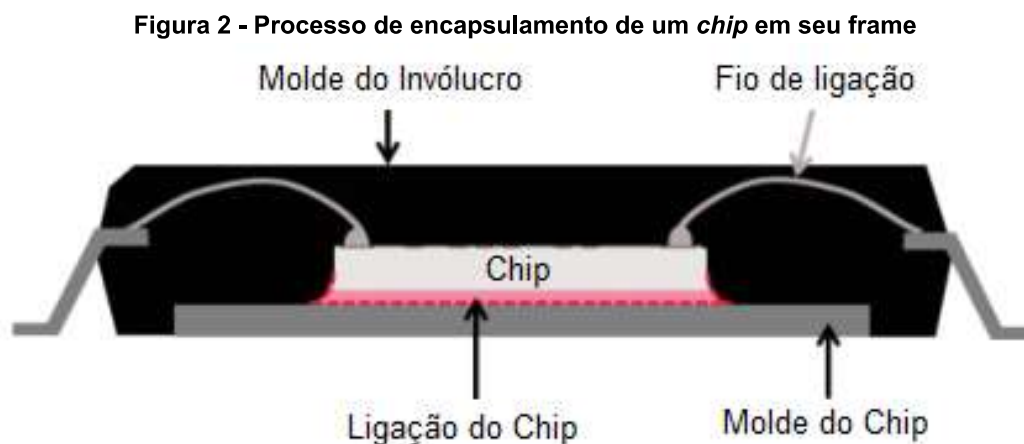 Figura 2 - Processo de encapsulamento de um chip em seu frame
Molde do Invólucro
Fio de ligação
Chip
Ligação do Chip
Molde do Chip